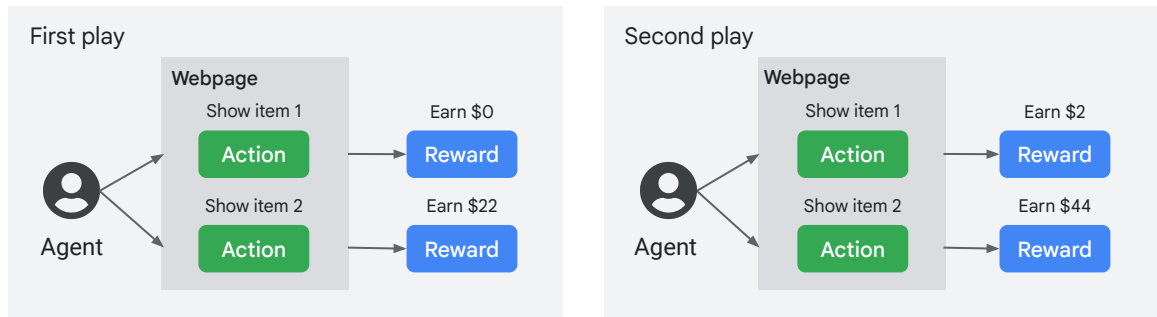 First play
Webpage
Show item 1
Earn $0
Action
Reward
Show item 2
Earn $22
Action
Reward
Agent
Second play
Webpage
Show item 1
Earn $2
Action
Reward
Show item 2
Earn $44
Action
Reward
Agent